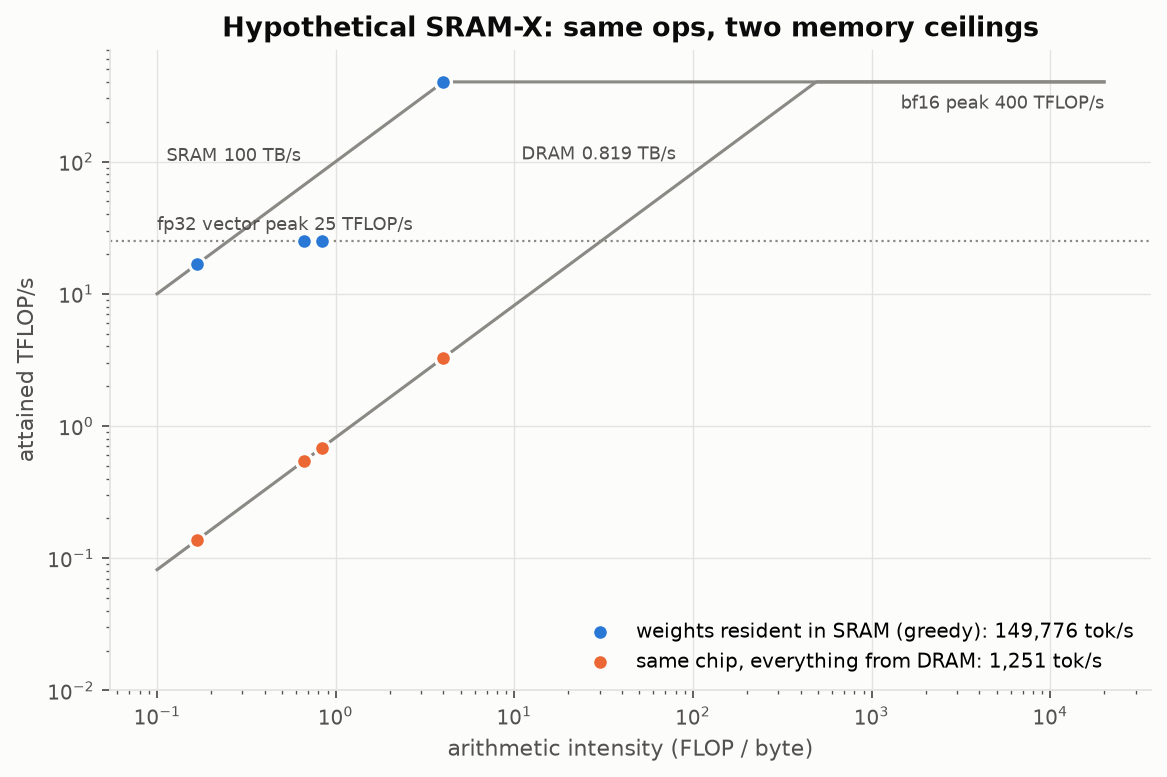 Hypothetical SRAM-X: same ops, two memory ceilings
bf16 peak 400 TFLOP/s
SRAM 100 TB/s
DRAM 0.819 TB/s
fp32 vector peak 25 TFLOP/s
attained TFLOP/s
10²
10¹
10⁰
10⁻¹
10⁻²
weights resident in SRAM (greedy): 149,776 tok/s
same chip, everything from DRAM: 1,251 tok/s
10⁻¹ 10⁰ 10¹ 10² 10³ 10⁴
arithmetic intensity (FLOP / byte)